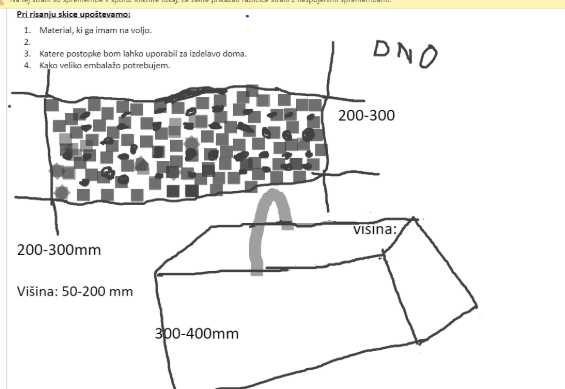 Pri risanju skice upoštevamo:
1. Material, ki ga imam na voljo.
2.
3. Katere postopke bom lahko uporabil za izdelavo doma.
4. Kako veliko embalažo potrebujem.
DNO
200-300
200-300mm
višina:
Višina: 50-200 mm
300-400mm